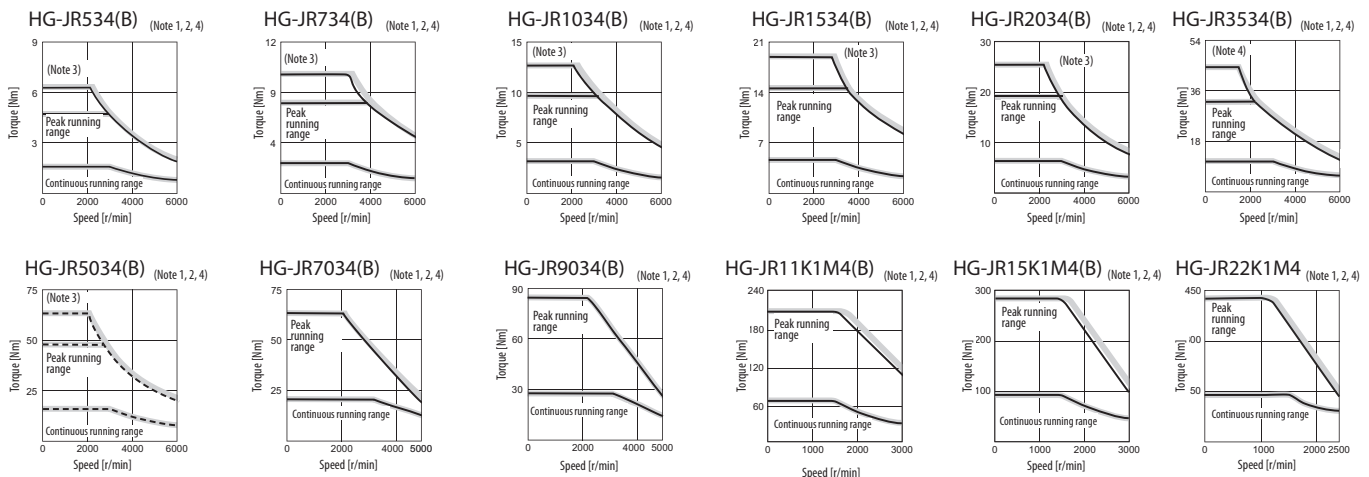 HG-JR534(B) (Note 1, 2, 4)
9
6
3
Torque [Nm]
(Note 3)
Peak running
range
Continuous running range
0 2000 4000 6000
Speed [r/min]
HG-JR734(B) (Note 1, 2, 4)
12
8
4
Torque [Nm]
(Note 3)
Peak
running
range
Continuous running range
0 2000 4000 6000
Speed [r/min]
HG-JR1034(B) (Note 1, 2, 4)
15
10
5
Torque [Nm]
(Note 3)
Peak running
range
Continuous running range
0 2000 4000 6000
Speed [r/min]
HG-JR1534(B) (Note 1, 2, 4)
21
14
7
Torque [Nm]
(Note 3)
Peak running
range
Continuous running range
0 2000 4000 6000
Speed [r/min]
HG-JR2034(B) (Note 1, 2, 4)
30
20
10
0
Torque [Nm]
(Note 3)
Peak running
range
Continuous running range
0 2000 4000 6000
Speed [r/min]
HG-JR3534(B) (Note 1, 2, 4)
54
36
18
0
Torque [Nm]
(Note 4)
Peak
running
range
Continuous running range
0 2000 4000 6000
Speed [r/min]
HG-JR5034(B) (Note 1, 2, 4)
75
50
25
Torque [Nm]
(Note 3)
Peak
running
range
Continuous running range
0 2000 4000 6000
Speed [r/min]
HG-JR7034(B) (Note 1, 2, 4)
75
50
25
Torque [Nm]
Peak
running
range
Continuous running range
0 2000 4000 5000
Speed [r/min]
HG-JR9034(B) (Note 1, 2, 4)
90
60
30
Torque [Nm]
Peak
running
range
Continuous running range
0 2000 4000 5000
Speed [r/min]
HG-JR11K1M4(B) (Note 1, 2, 4)
240
180
60
Torque [Nm]
Peak running
range
Continuous running range
0 1000 2000 3000
Speed [r/min]
HG-JR15K1M4(B) (Note 1, 2, 4)
300
200
100
Torque [Nm]
Peak running
range
Continuous running range
0 1000 2000 3000
Speed [r/min]
HG-JR22K1M4 (Note 1, 2, 4)
450
00
50
Torque [Nm]
Peak
running
range
Continuous running range
0 1000 2000 2500
Speed [r/min]